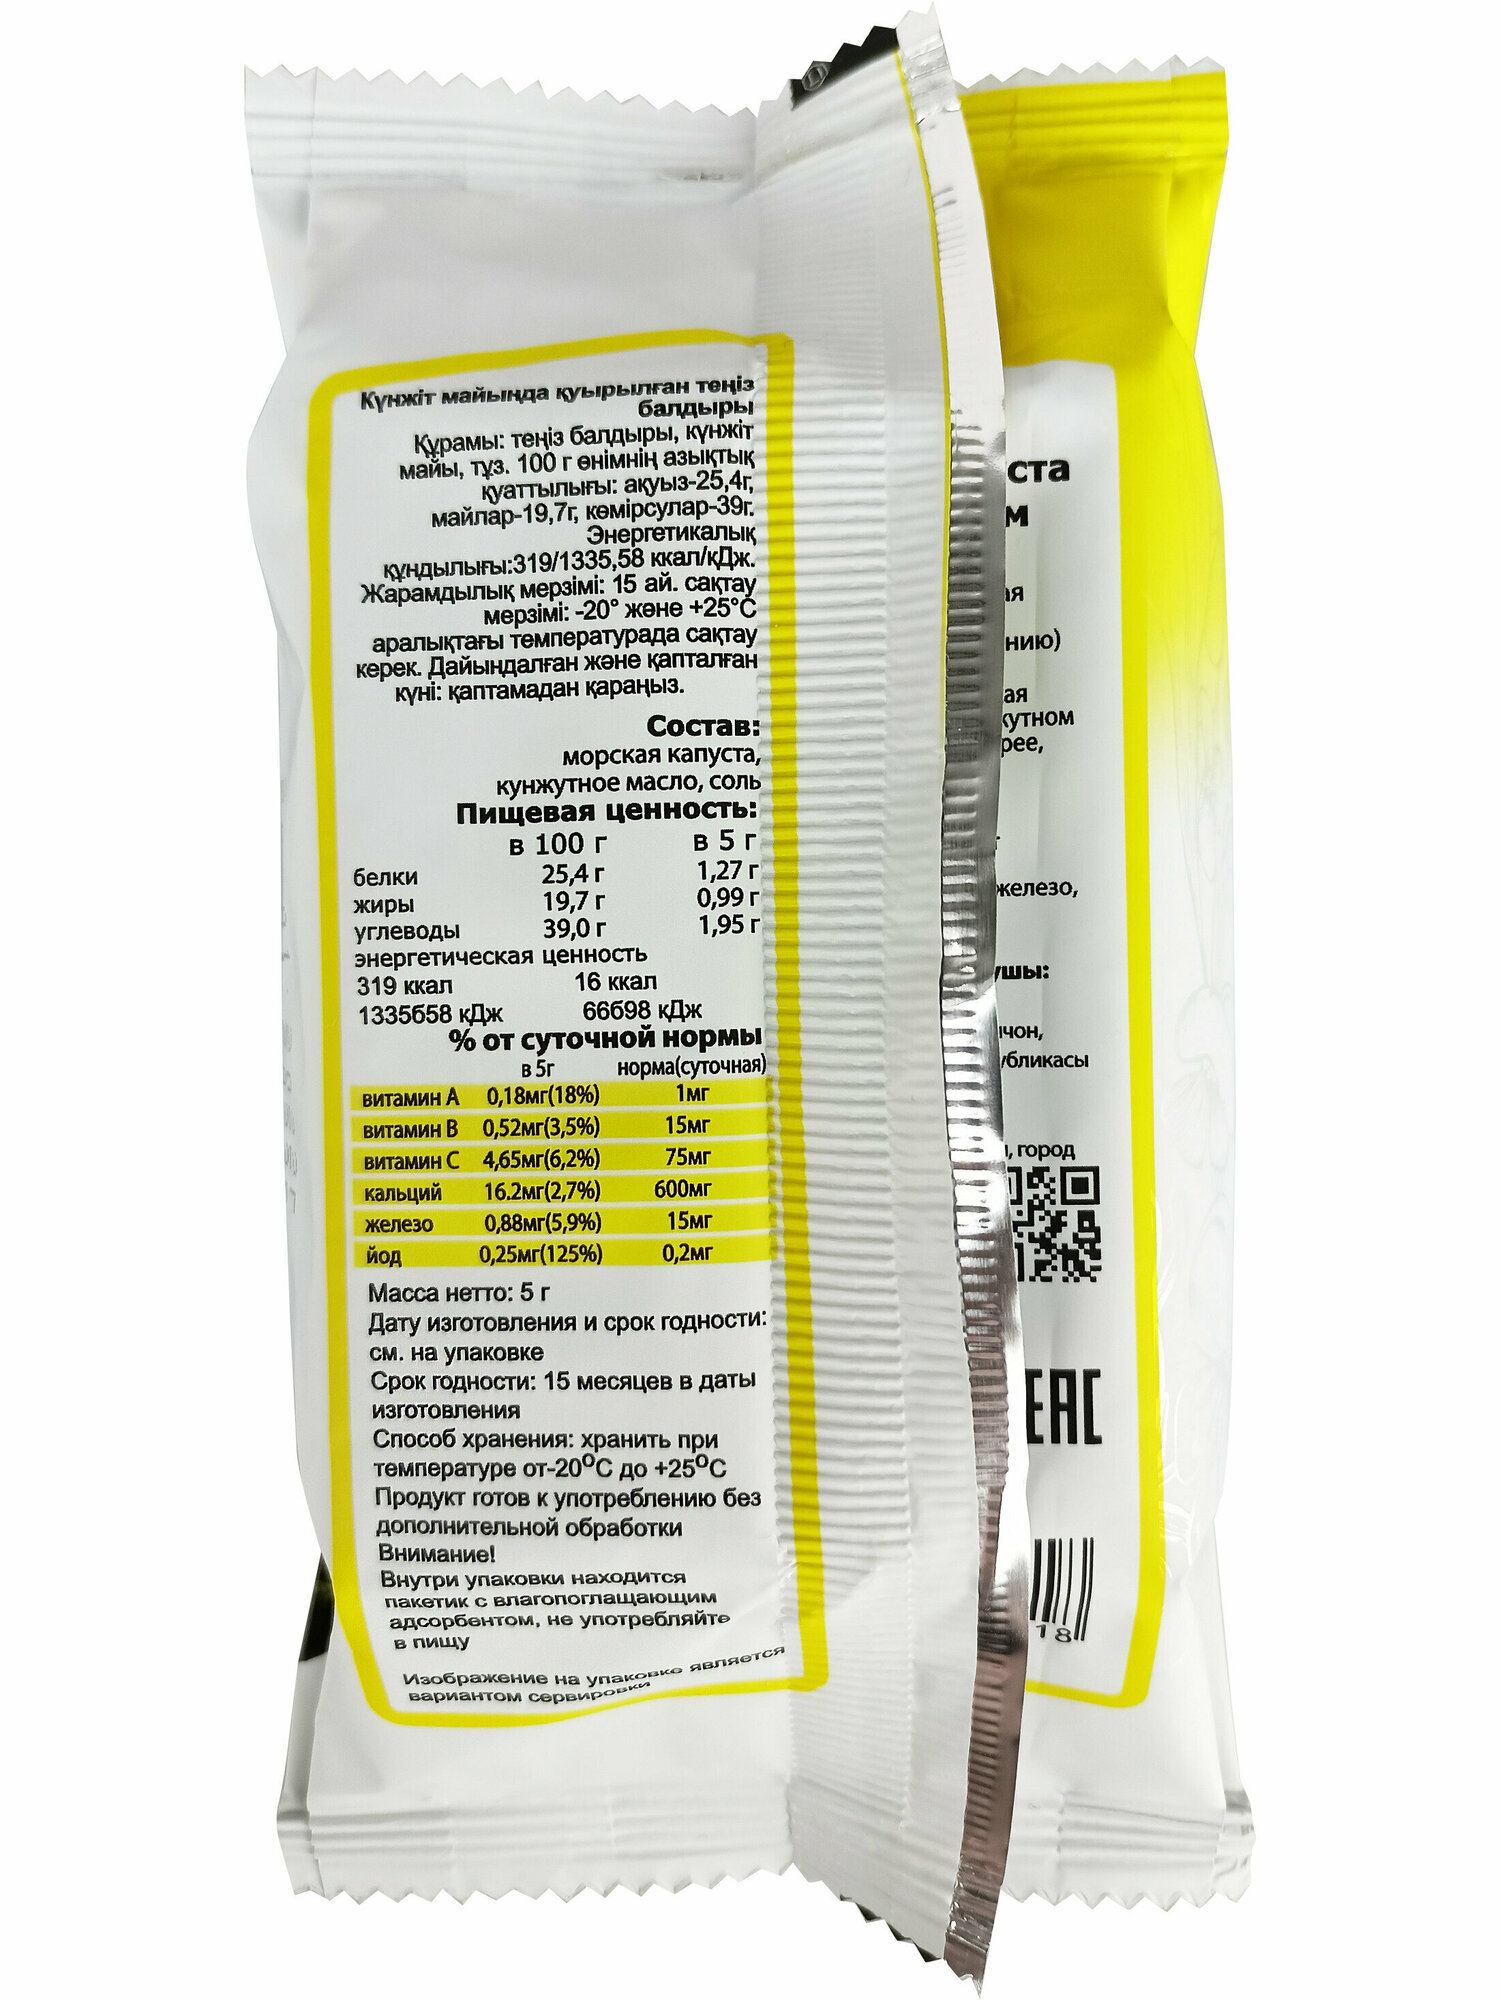 Күнжіт майында қуырылған теңіз
балдыры
Құрамы: теңіз балдыры, күнжіт
майы, тұз. 100 г өнімнің азықтық
қуаттылығы: ақуыз-25,4г,
майлар-19,7г, көмірсулар-39г.
Энергетикалық
құндылығы:319/1335,58 ккал/кДж.
Жарамдылық мерзімі: 15 ай. сақтау
мерзімі: -20° және +25°С
аралықтағы температурада сақтау
керек. Дайындалған және қапталған
күні: қаптамадан қараңыз.
Состав:
морская капуста,
кунжутное масло, соль
Пищевая ценность:
в 100 г в 5 г
белки 25,4 г 1,27 г
жиры 19,7 г 0,99 г
углеводы 39,0 г 1,95 г
энергетическая ценность
319 ккал 16 ккал
1335б58 кДж 66б98 кДж
% от суточной нормы
в 5г норма(суточная)
витамин А 0,18мг(18%) 1мг
витамин В 0,52мг(3,5%) 15мг
витамин С 4,65мг(6,2%) 75мг
кальций 16.2мг(2,7%) 600мг
железо 0,88мг(5,9%) 15мг
йод 0,25мг(125%) 0,2мг
Масса нетто: 5 г
Дату изготовления и срок годности:
см. на упаковке
Срок годности: 15 месяцев в даты
изготовления
Способ хранения: хранить при
температуре от-20⁰С до +25⁰С
Продукт готов к употреблению без
дополнительной обработки
Внимание!
Внутри упаковки находится
пакетик с влагопоглащающим
адсорбентом, не употребляйте
в пищу
Изображение на упаковке является
вариантом сервировки
ста
м
ая
нию)
ая
кутном
рее,
железо,
ушы:
чон,
убликасы
, город
EAC
18